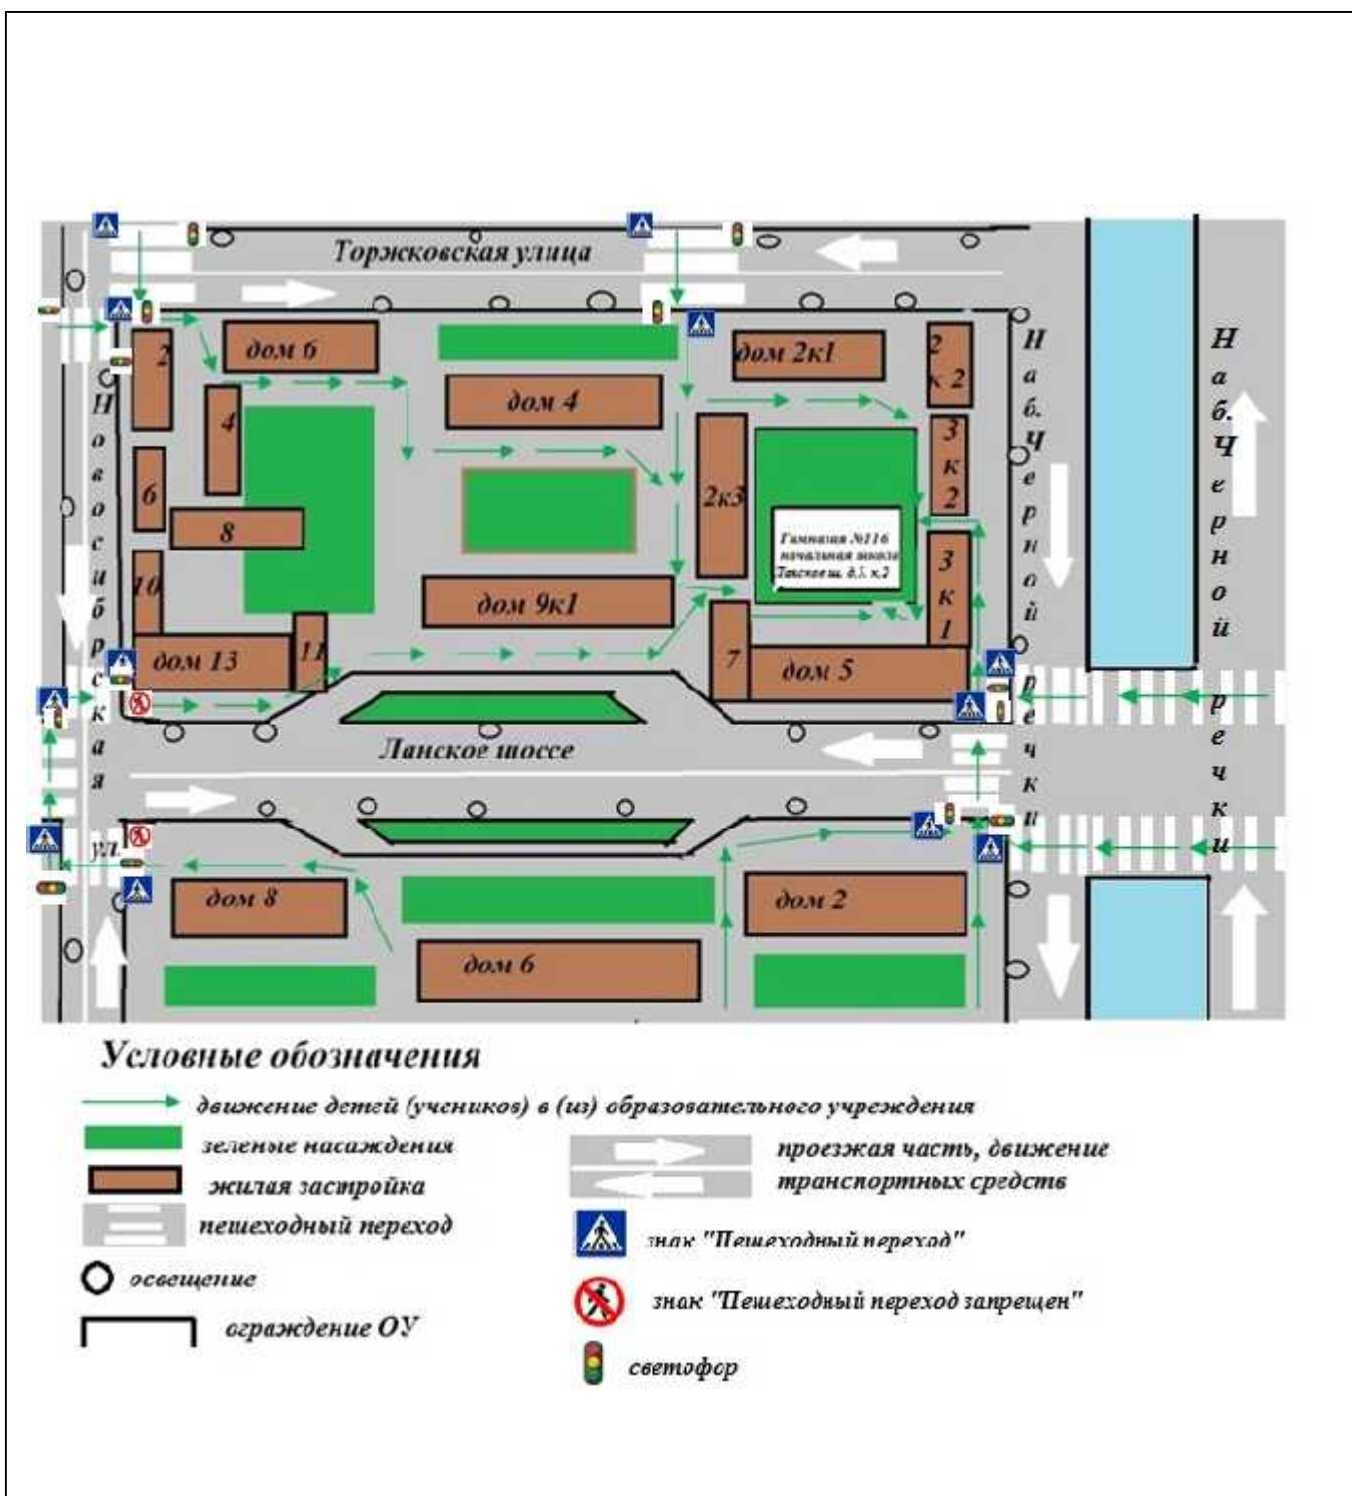 Торжковская улица
дом 6
дом 4
дом 2к1
2
к 2
2
4
6
8
10
дом 13
11
дом 9к1
2к3
7
дом 5
3
к
2
3
к
1
Гимназия №116
начальная школа
Ланское ш. д.5. к.2
Новосибирская
ул.
Наб. Черной речки
Наб. Черной речки
Ланское шоссе
дом 8
дом 6
дом 2
Условные обозначения
движение детей (учеников) в (из) образовательного учреждения
зеленые насаждения
жилая застройка
пешеходный переход
освещение
ограждение ОУ
проезжая часть, движение
транспортных средств
знак "Пешеходный переход"
знак "Пешеходный переход запрещен"
светофор